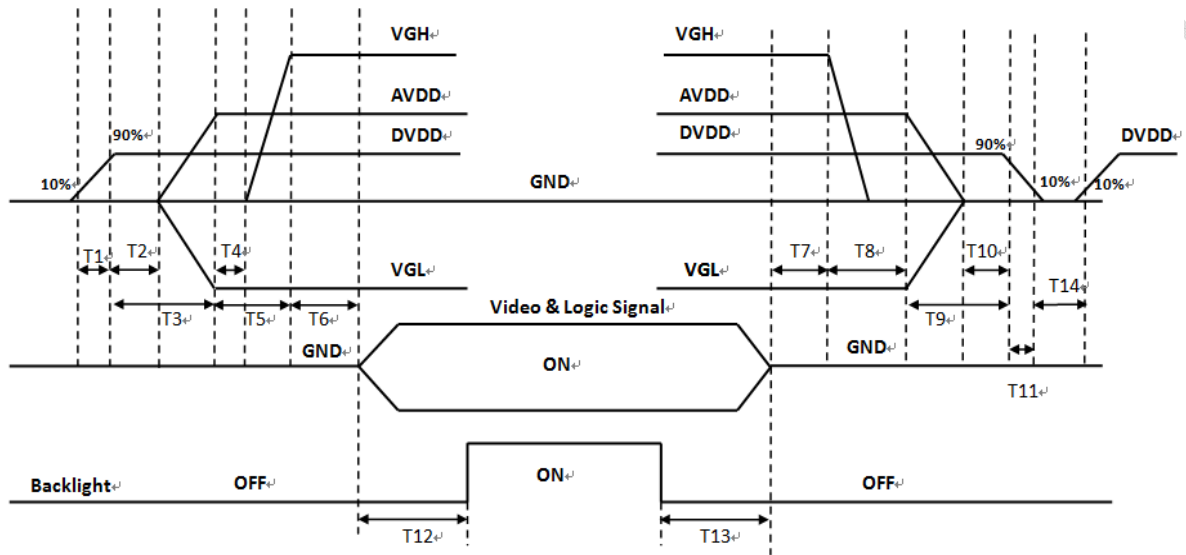 VGH VGH
AVDD AVDD
90% DVDD DVDD 90% DVDD
10% GND 10% 10%
T1 T2 T4 VGL VGL T7 T8 T10
T3 T5 T6 Video & Logic Signal T9 T14
GND ON GND
T11
Backlight OFF ON OFF
T12 T13